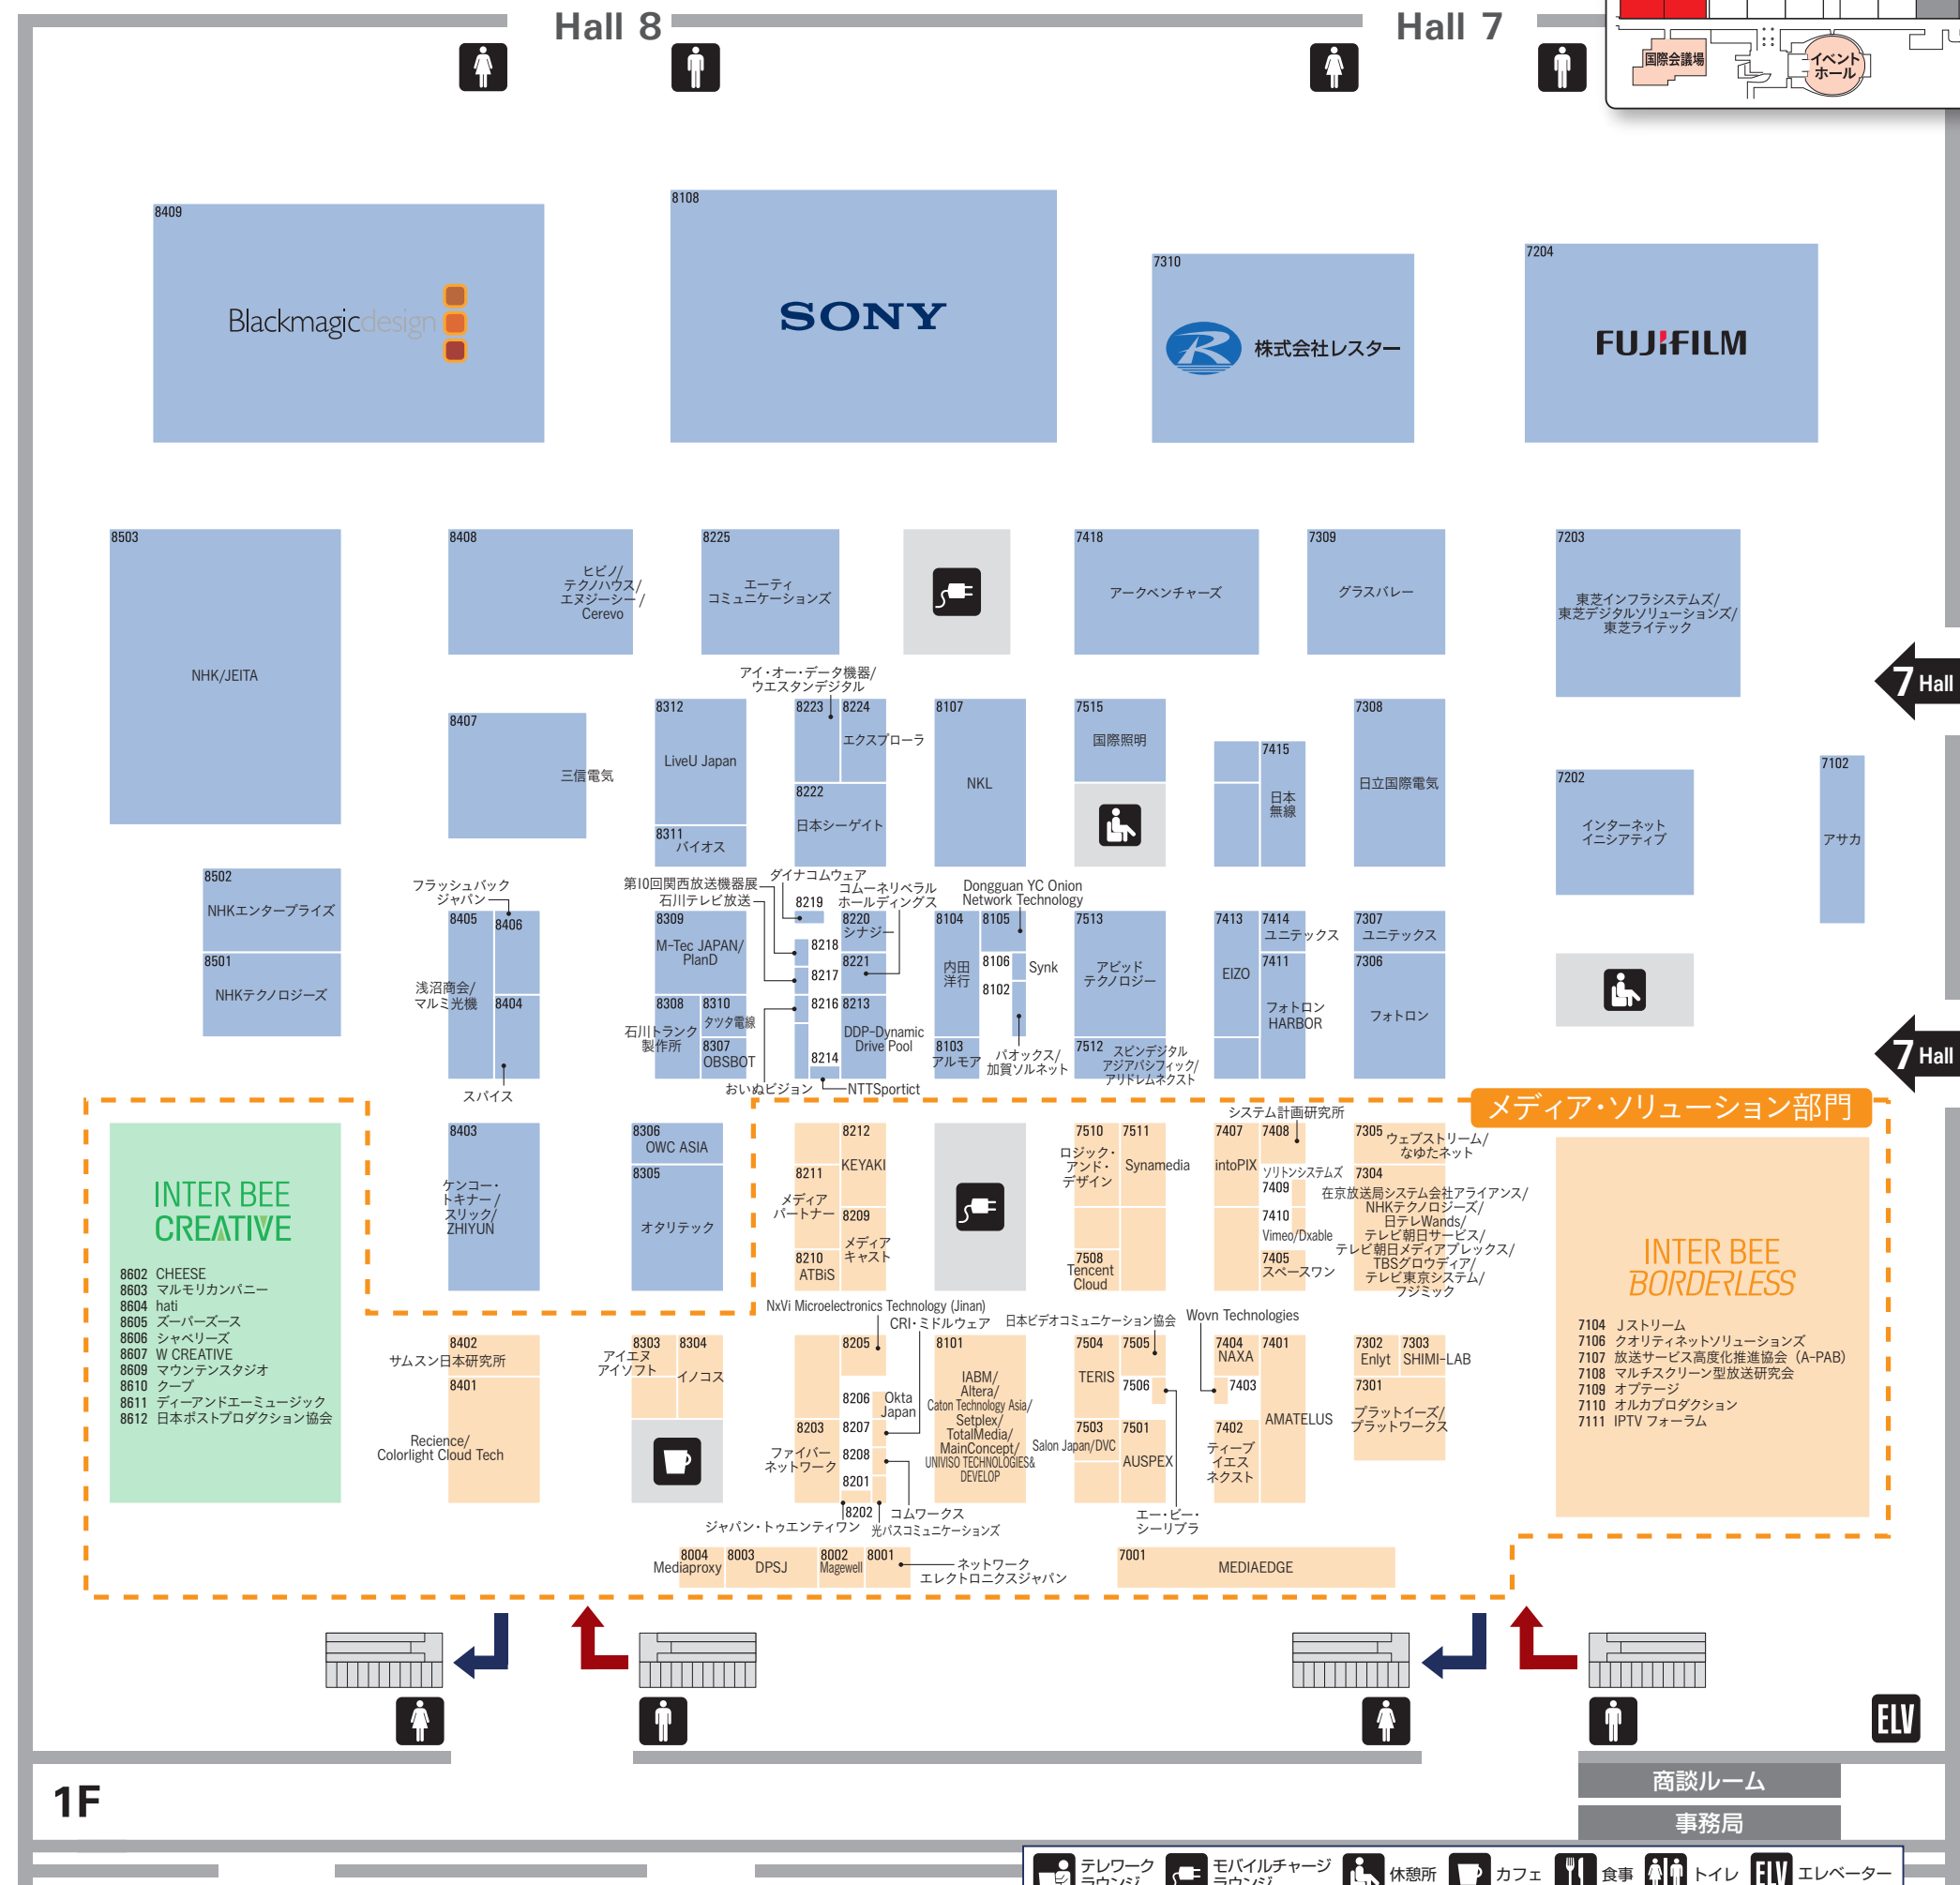 Hall 8
Hall 7
国際会議場
イベント
ホール
8409
Blackmagicdesign
8108
SONY
7310
株式会社レスター
7204
FUJIFILM
8503
NHK/JEITA
8408
ヒビノ/
テクノハウス/
エヌジーシー/
Cerevo
8225
エーティ
コミュニケーションズ
7418
アークベンチャーズ
7309
グラスバレー
7203
東芝インフラシステムズ/
東芝デジタルソリューションズ/
東芝ライテック
7 Hall
8407
三信電気
8312
LiveU Japan
8311
バイオス
アイ・オー・データ機器/
ウエスタンデジタル
8223
8224
エクスプローラ
8222
日本シーゲイト
8107
NKL
7515
国際照明
7415
日本
無線
7308
日立国際電気
7202
インターネット
イニシアティブ
7102
アサカ
8502
NHKエンタープライズ
8501
NHKテクノロジーズ
フラッシュバック
ジャパン
8405
8406
浅沼商会/
マルミ光機
8404
スパイス
第10回関西放送機器展
石川テレビ放送
ダイナコムウェア
コムーネリベラル
ホールディングス
8309
M-Tec JAPAN/
PlanD
8308
石川トランク
製作所
8310
タツタ電線
8307
OBSBOT
8219
8218
8217
8216
8214
おいぬビジョン
NTTSportict
8220
シナジー
8221
8213
DDP-Dynamic
Drive Pool
Dongguan YC Onion
Network Technology
8104
内田
洋行
8105
8106
Synk
8102
8103
アルモア
パオックス/
加賀ソルネット
7513
アビッド
テクノロジー
7512
スピンデジタル
アジアパシフィック/
アリドレムネクスト
7413
EIZO
7414
ユニテックス
7411
フォトロン
HARBOR
7307
ユニテックス
7306
フォトロン
7 Hall
メディア・ソリューション部門
INTER BEE
CREATIVE
8602 CHEESE
8603 マルモリカンパニー
8604 hati
8605 ズーパーズース
8606 シャベリーズ
8607 W CREATIVE
8609 マウンテンスタジオ
8610 クープ
8611 ディーアンドエーミュージック
8612 日本ポストプロダクション協会
8403
ケンコー・
トキナー/
スリック/
ZHIYUN
8306
OWC ASIA
8305
オタリテック
8212
KEYAKI
8211
メディア
パートナー
8209
メディア
キャスト
8210
ATBiS
7510
ロジック・
アンド・
デザイン
7511
Synamedia
7508
Tencent
Cloud
システム計画研究所
7407
intoPIX
7408
ソリトンシステムズ
7409
7410
Vimeo/Dxable
7405
スペースワン
7305
ウェブストリーム/
なゆたネット
7304
在京放送局システム会社アライアンス/
NHKテクノロジーズ/
日テレWands/
テレビ朝日サービス/
テレビ朝日メディアプレックス/
TBSグロウディア/
テレビ東京システム/
フジミック
INTER BEE
BORDERLESS
7104 Jストリーム
7106 クオリティネットソリューションズ
7107 放送サービス高度化推進協会（A-PAB）
7108 マルチスクリーン型放送研究会
7109 オプテージ
7110 オルカプロダクション
7111 IPTV フォーラム
8402
サムスン日本研究所
8401
Recience/
Colorlight Cloud Tech
8303
アイエヌ
アイソフト
8304
イノコス
NxVi Microelectronics Technology (Jinan)
CRI・ミドルウェア
8205
8206
Okta
Japan
8207
8208
8203
ファイバー
ネットワーク
8201
8202
コムワークス
ジャパン・トゥエンティワン
光パスコミュニケーションズ
8101
IABM/
Altera/
Caton Technology Asia/
Setplex/
TotalMedia/
MainConcept/
UNIVISO TECHNOLOGIES&
DEVELOP
日本ビデオコミュニケーション協会
7504
TERIS
7505
7506
7503
Salon Japan/DVC
7501
AUSPEX
エー・ビー・
シーリブラ
Wovn Technologies
7404
NAXA
7403
7401
AMATELUS
7402
ティーブ
イエス
ネクスト
7302
Enlyt
7303
SHIMI-LAB
7301
プラットイーズ/
プラットワークス
8004
Mediaproxy
8003
DPSJ
8002
Magewell
8001
ネットワーク
エレクトロニクスジャパン
7001
MEDIAEDGE
ELV
1F
商談ルーム
事務局
テレワーク
モバイルチャージ
休憩所
カフェ
食事
トイレ
ELV エレベーター